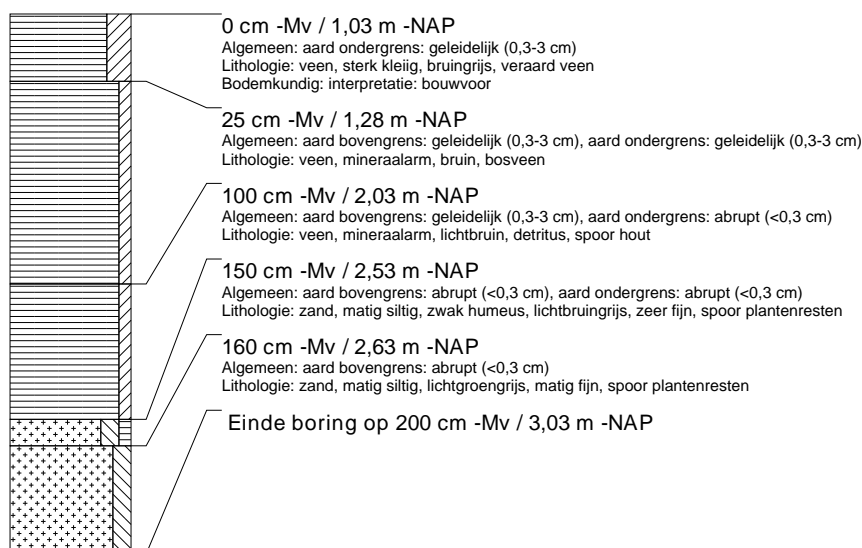 0 cm -Mv / 1,03 m -NAP
Algemeen: aard ondergrens: geleidelijk (0,3-3 cm)
Lithologie: veen, sterk kleiig, bruingrijs, veraard veen
Bodemkundig: interpretatie: bouwvoor
25 cm -Mv / 1,28 m -NAP
Algemeen: aard bovengrens: geleidelijk (0,3-3 cm), aard ondergrens: geleidelijk (0,3-3 cm)
Lithologie: veen, mineraalarm, bruin, bosveen
100 cm -Mv / 2,03 m -NAP
Algemeen: aard bovengrens: geleidelijk (0,3-3 cm), aard ondergrens: abrupt (<0,3 cm)
Lithologie: veen, mineraalarm, lichtbruin, detritus, spoor hout
150 cm -Mv / 2,53 m -NAP
Algemeen: aard bovengrens: abrupt (<0,3 cm), aard ondergrens: abrupt (<0,3 cm)
Lithologie: zand, matig siltig, zwak humeus, lichtbruingrijs, zeer fijn, spoor plantenresten
160 cm -Mv / 2,63 m -NAP
Algemeen: aard bovengrens: abrupt (<0,3 cm)
Lithologie: zand, matig siltig, lichtgroengrijs, matig fijn, spoor plantenresten
Einde boring op 200 cm -Mv / 3,03 m -NAP